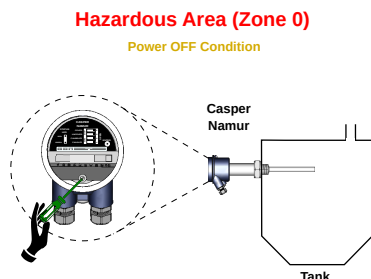 Hazardous Area (Zone 0)
Power OFF Condition
Casper
Namur
Tank